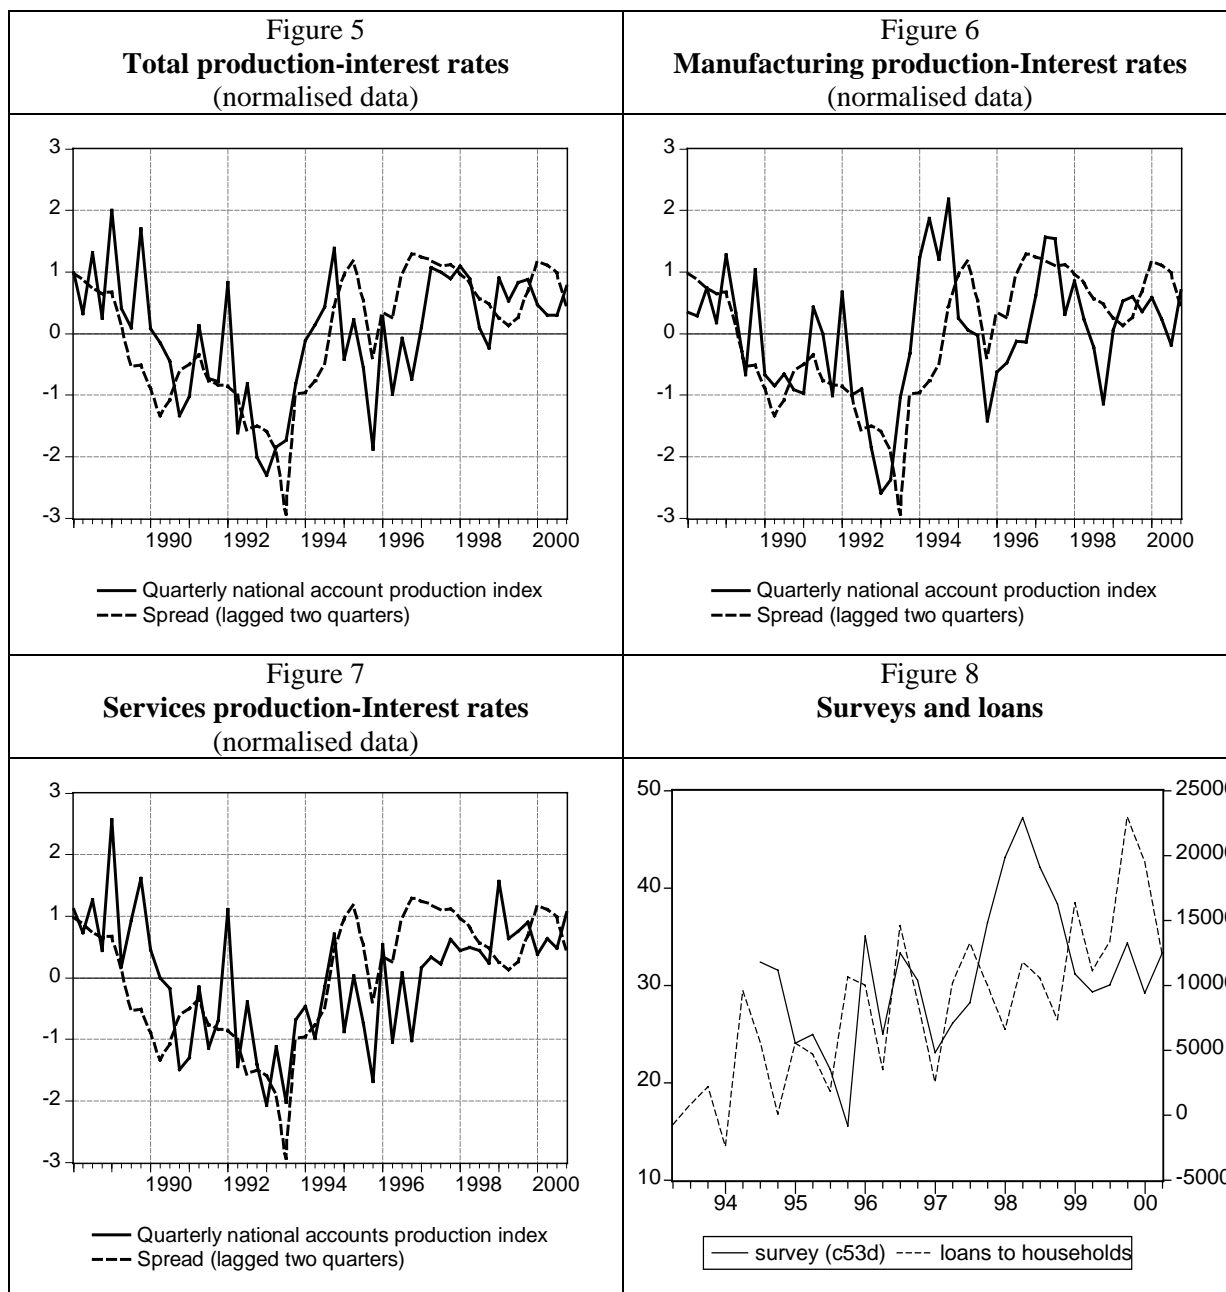 Figure 5
Total production-interest rates
(normalised data)
3
2
1
0
-1
-2
-3
1990 1992 1994 1996 1998 2000
Quarterly national account production index
Spread (lagged two quarters)
Figure 6
Manufacturing production-Interest rates
(normalised data)
3
2
1
0
-1
-2
-3
1990 1992 1994 1996 1998 2000
Quarterly national account production index
Spread (lagged two quarters)
Figure 7
Services production-Interest rates
(normalised data)
3
2
1
0
-1
-2
-3
1990 1992 1994 1996 1998 2000
Quarterly national accounts production index
Spread (lagged two quarters)
Figure 8
Surveys and loans
50
40
30
20
10
2500
2000
1500
1000
5000
0
-5000
94 95 96 97 98 99 00
survey (c53d) loans to households